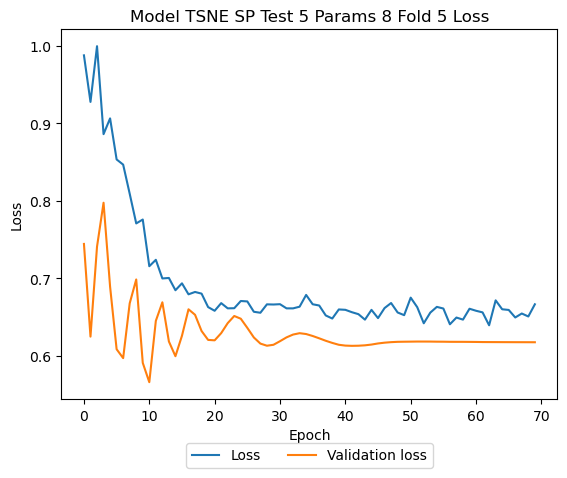 Model TSNE SP Test 5 Params 8 Fold 5 Loss
1.0
0.9
0.8
0.7
0.6
Loss
0 10 20 30 40 50 60 70
Epoch
Loss Validation loss